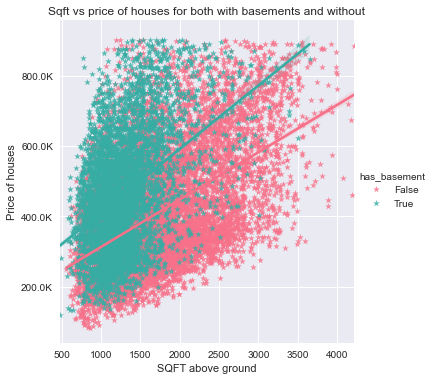 Sqft vs price of houses for both with basements and without
800.0K
600.0K
400.0K
200.0K
Price of houses
500
1000
1500
2000
2500
3000
3500
4000
SQFT above ground
has_basement
False
True